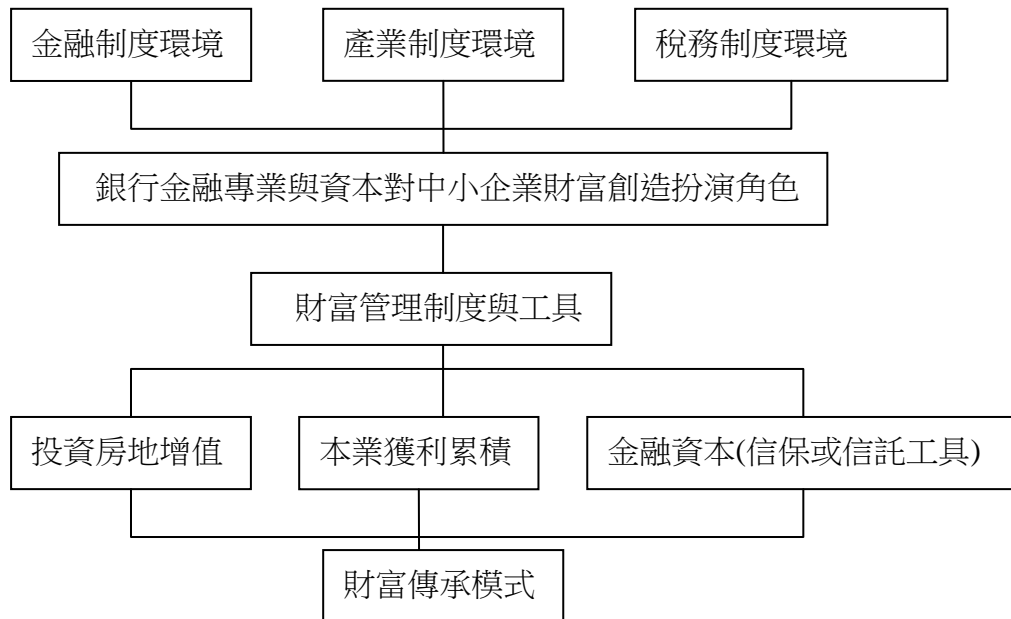 金融制度環境
產業制度環境
稅務制度環境
銀行金融專業與資本對中小企業財富創造扮演角色
財富管理制度與工具
投資房地增值
本業獲利累積
金融資本(信保或信託工具)
財富傳承模式